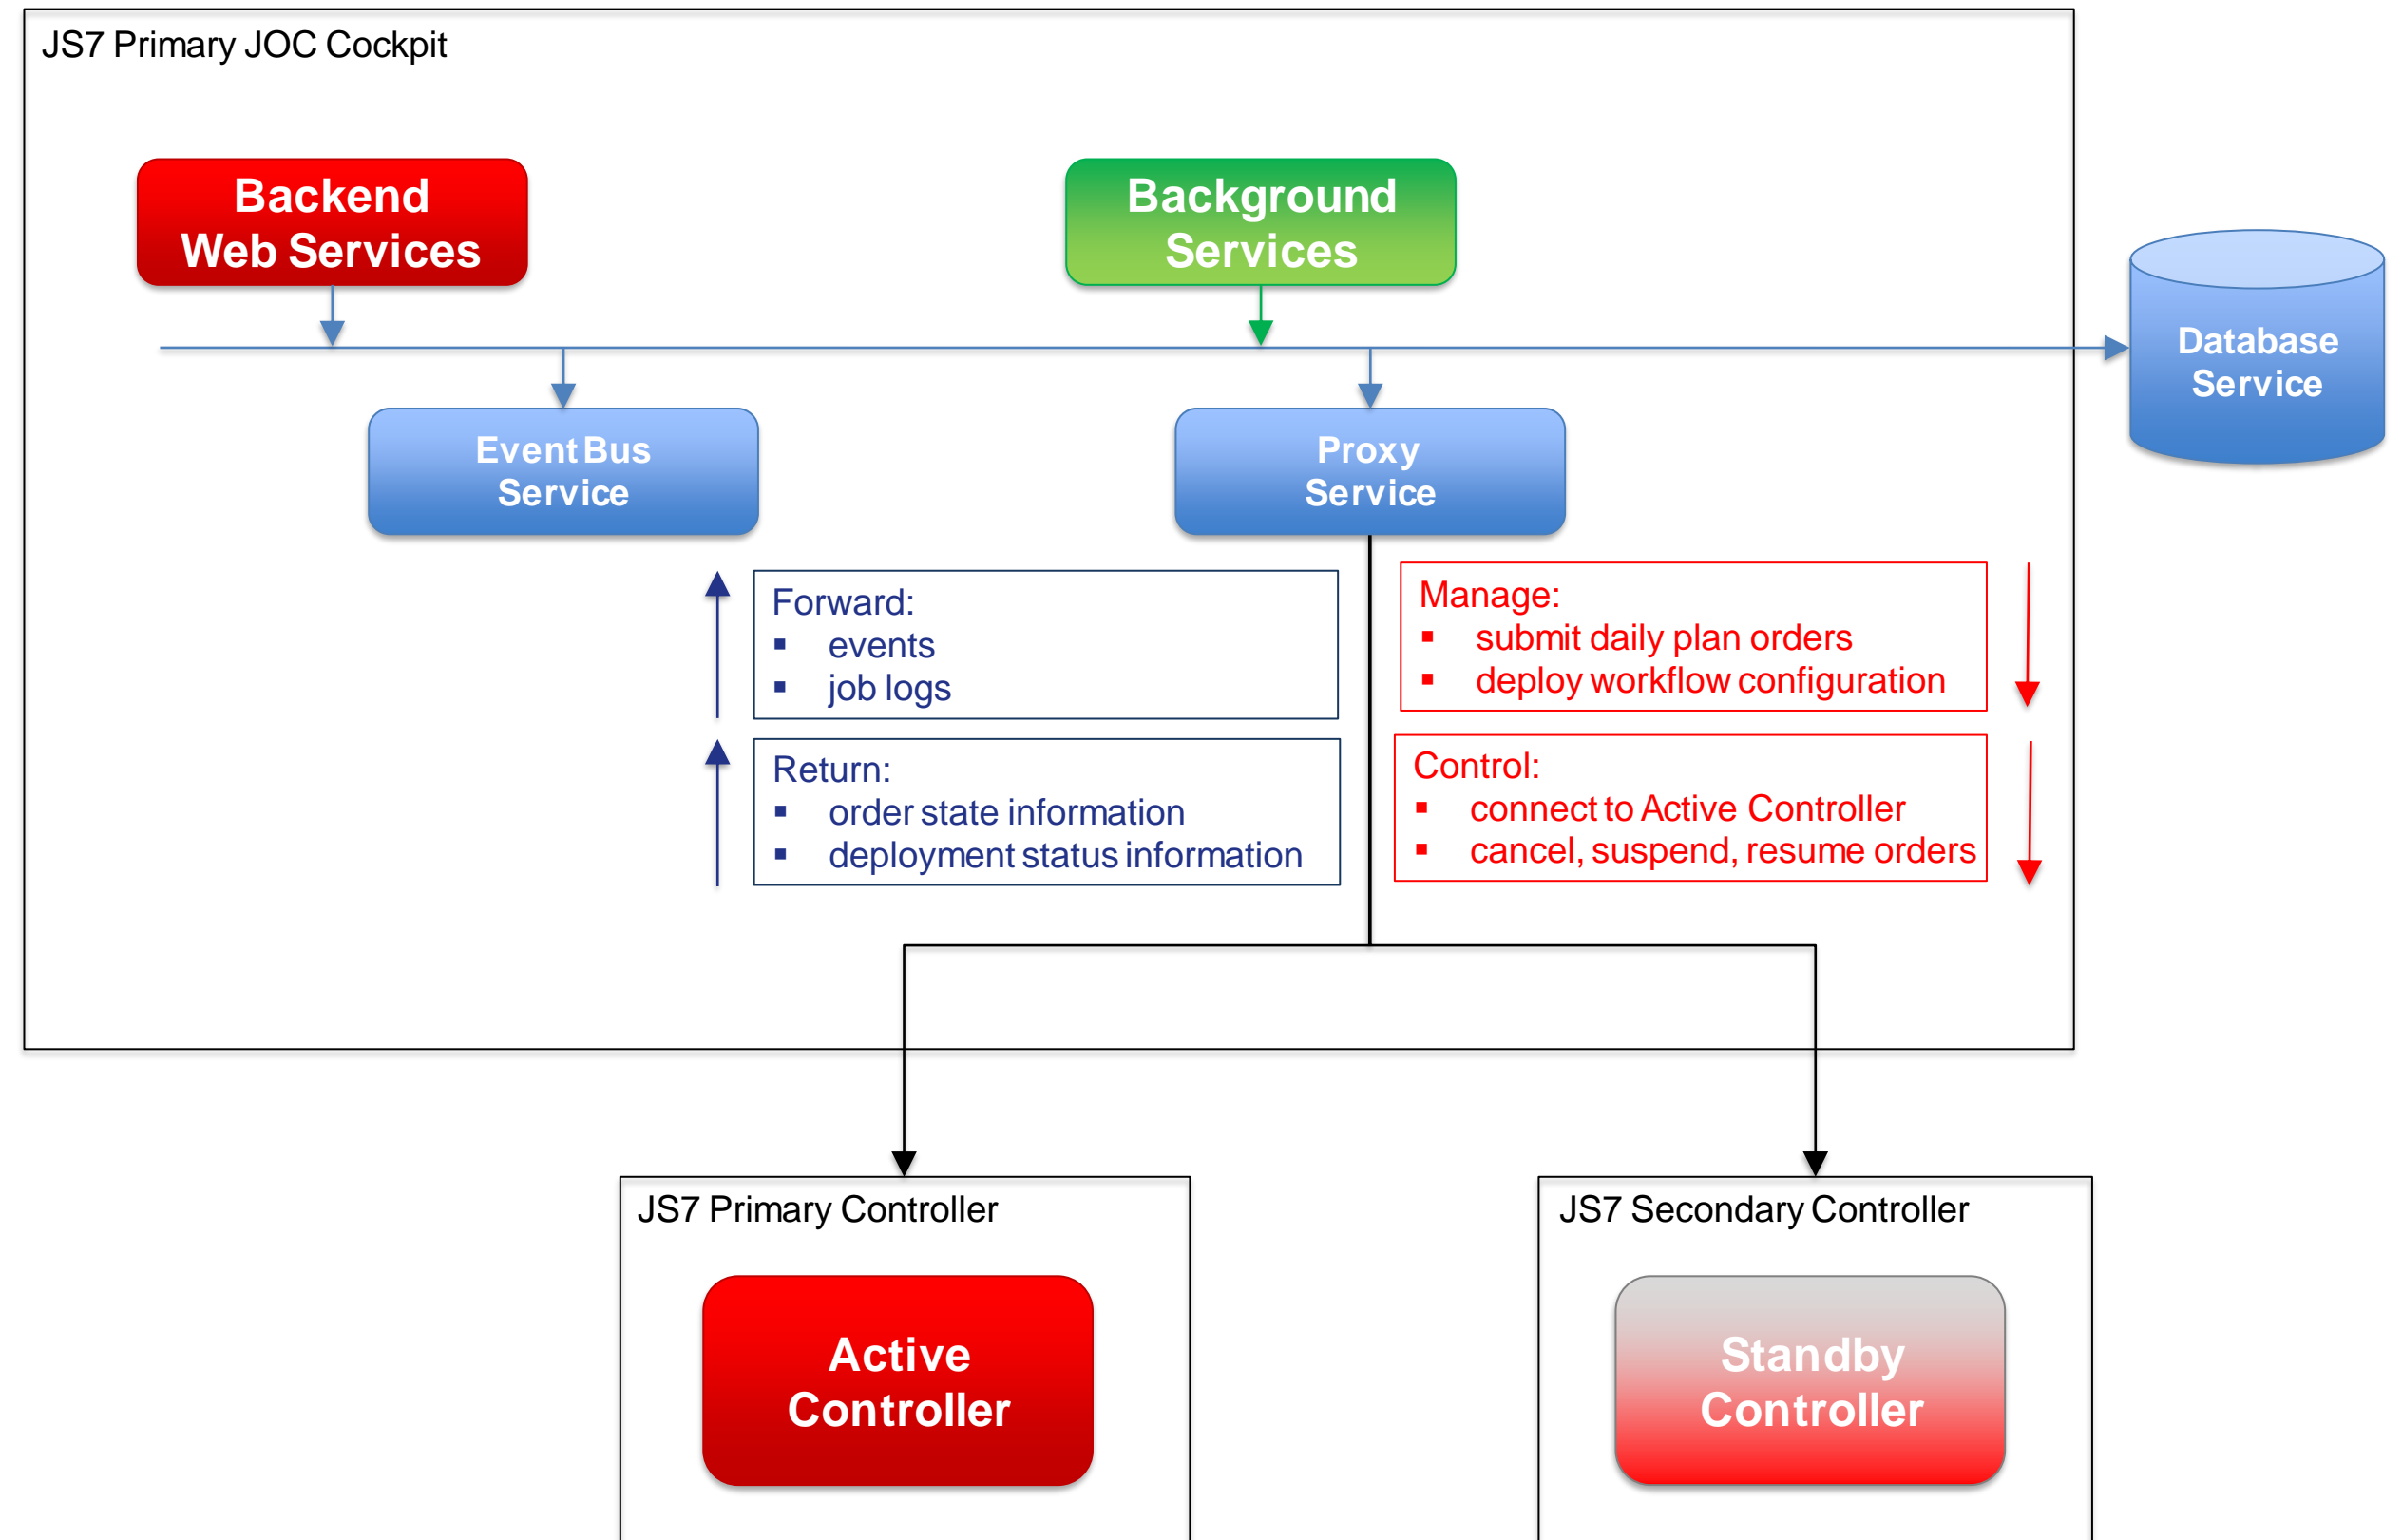 JS7 Primary JOC Cockpit
Backend
Web Services
Background
Services
Database
Service
Event Bus
Service
Proxy
Service
Forward:
▪ events
▪ job logs
Manage:
▪ submit daily plan orders
▪ deploy workflow configuration
Return:
▪ order state information
▪ deployment status information
Control:
▪ connect to Active Controller
▪ cancel, suspend, resume orders
JS7 Primary Controller
JS7 Secondary Controller
Active
Controller
Standby
Controller